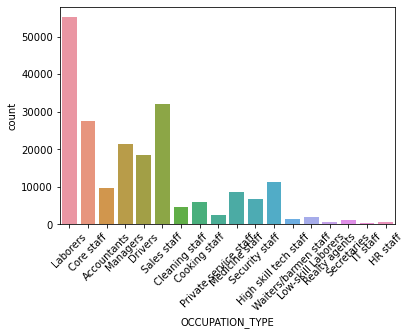 50000
40000
30000
20000
10000
0
count
Laborers
Core staff
Accountants
Managers
Drivers
Sales staff
Cleaning staff
Cooking staff
Private service staff
Medicine staff
Security staff
High skill tech staff
Waiters/barmen staff
Low-skill Laborers
Realty agents
Secretaries
IT staff
HR staff
OCCUPATION_TYPE